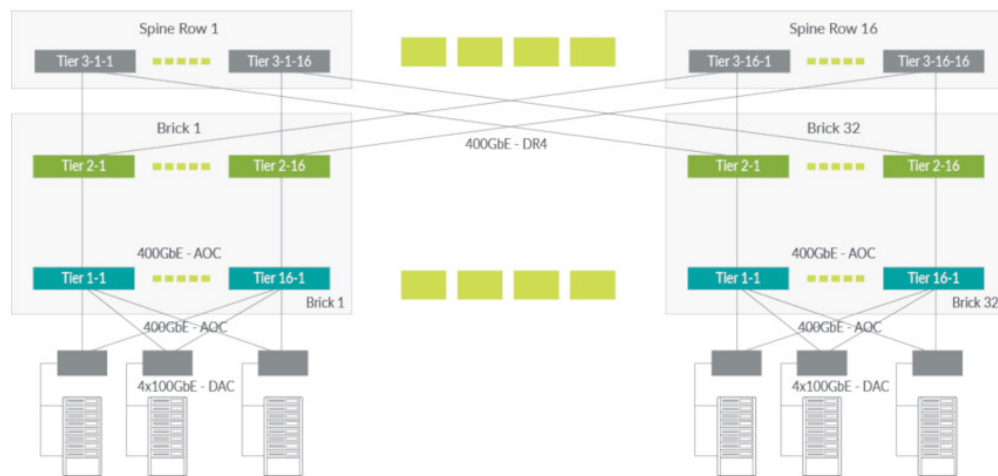 Spine Row 1
Spine Row 16
Tier 3-1-1
Tier 3-1-16
Tier 3-16-1
Tier 3-16-16
Brick 1
Brick 32
400GbE - DR4
Tier 2-1
Tier 2-16
Tier 2-1
Tier 2-16
400GbE - AOC
400GbE - AOC
Tier 1-1
Tier 16-1
Tier 1-1
Tier 16-1
Brick 1
Brick 32
400GbE - AOC
400GbE - AOC
4x100GbE - DAC
4x100GbE - DAC